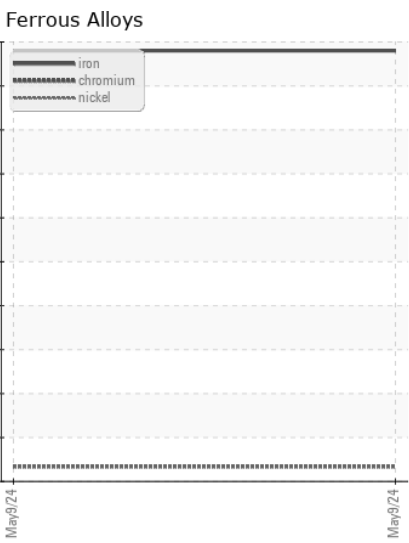 Ferrous Alloys
iron
chromium
nickel
May9/24
May9/24